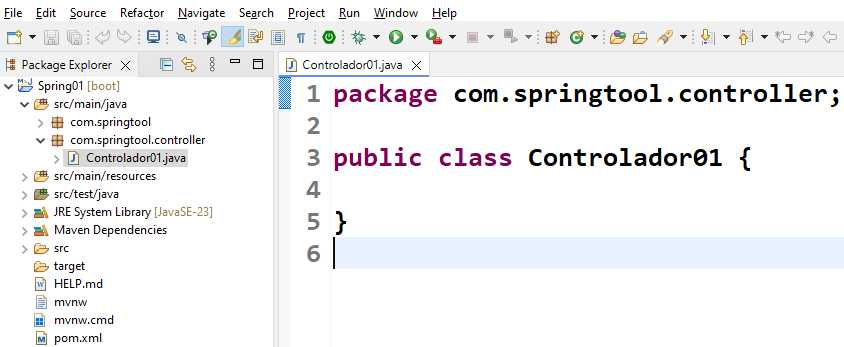 File Edit Source Refactor Navigate Search Project Run Window Help
Package Explorer
Controlador01.java
Spring01 [boot]
src/main/java
com.springtool
com.springtool.controller
Controlador01.java
src/main/resources
src/test/java
JRE System Library [JavaSE-23]
Maven Dependencies
src
target
HELP.md
mvnw
mvnw.cmd
pom.xml
1 package com.springtool.controller;
2
3 public class Controlador01 {
4
5 }
6